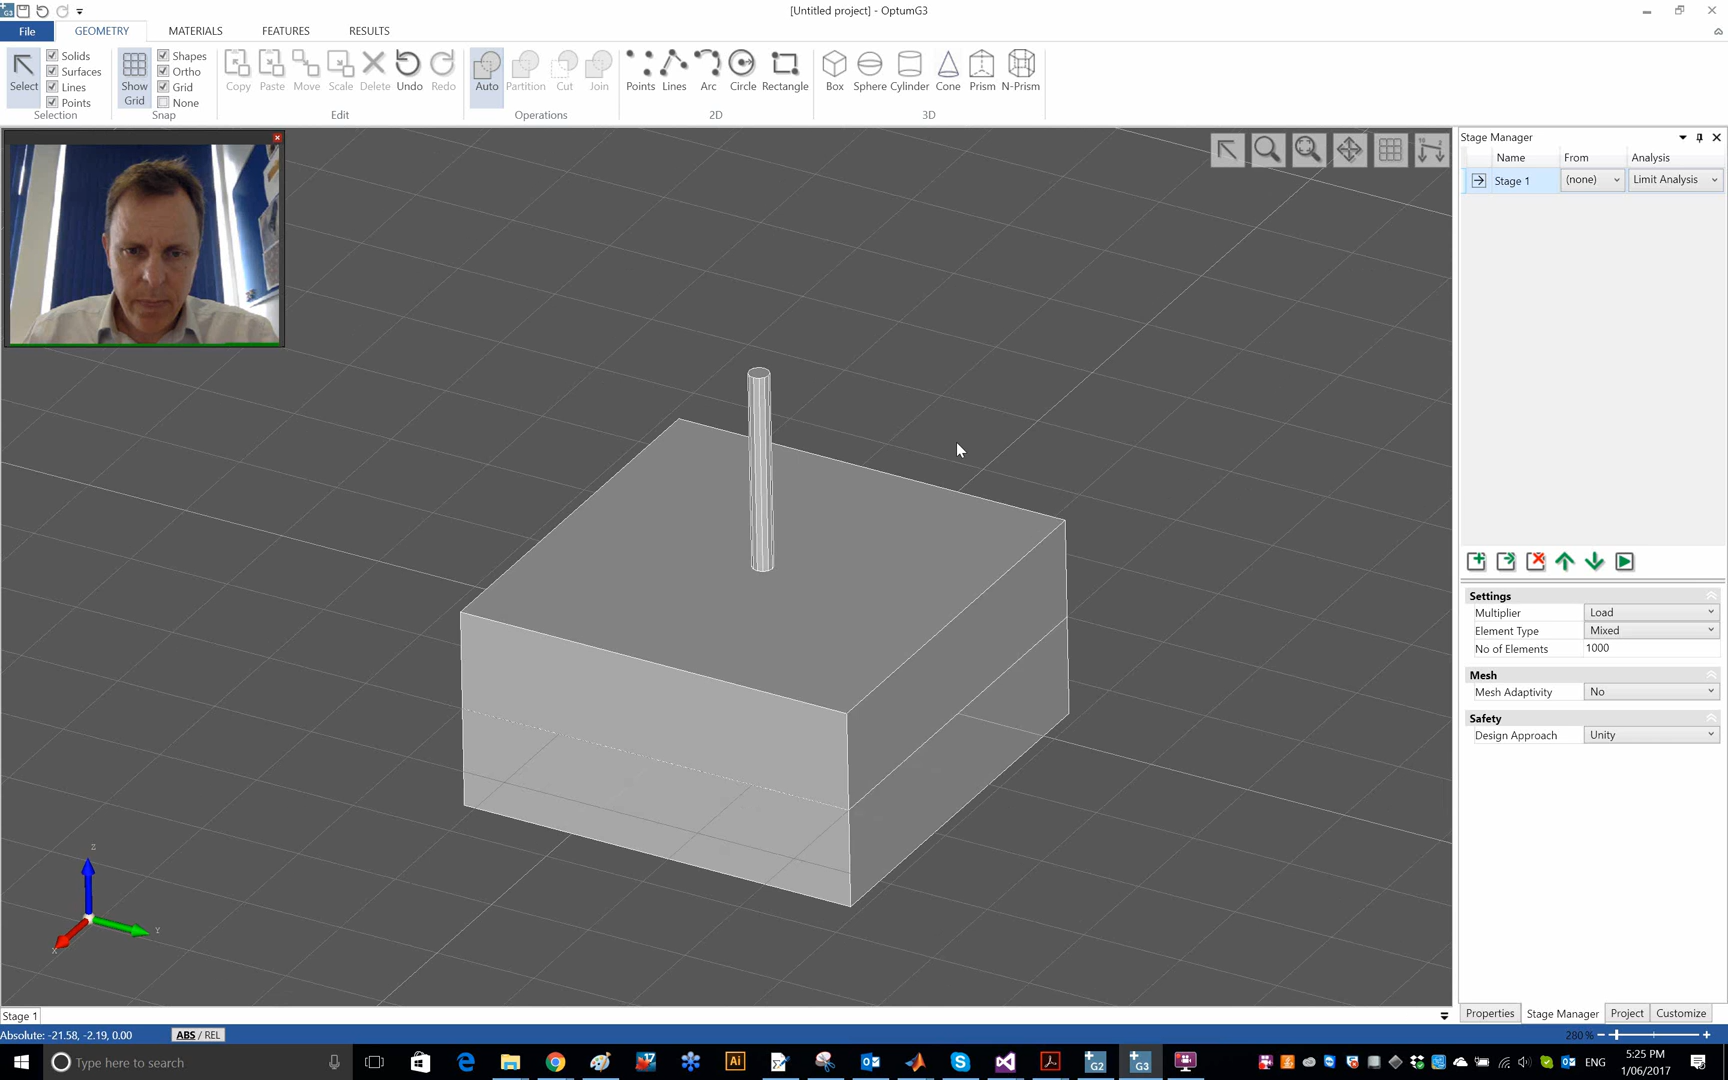 [Untitled project] - OptumG3
File
GEOMETRY
MATERIALS
FEATURES
RESULTS
Select
Solids
Surfaces
Lines
Points
Selection
Show
Grid
Shapes
Ortho
Grid
None
Snap
Copy
Paste
Move
Scale
Delete
Undo
Redo
Edit
Auto
Partition
Cut
Join
Operations
Points
Lines
Arc
Circle
Rectangle
2D
Box
Sphere
Cylinder
Cone
Prism
N-Prism
3D
Stage Manager
Name
From
Analysis
Stage 1
(none)
Limit Analysis
Settings
Multiplier
Load
Element Type
Mixed
No of Elements
1000
Mesh
Mesh Adaptivity
No
Safety
Design Approach
Unity
Z
Y
X
Stage 1
Properties
Stage Manager
Project
Customize
Absolute: -21.58, -2.19, 0.00
ABS / REL
280 %
Type here to search
17
Ai
G2
G3
ENG
5:25 PM
1/06/2017